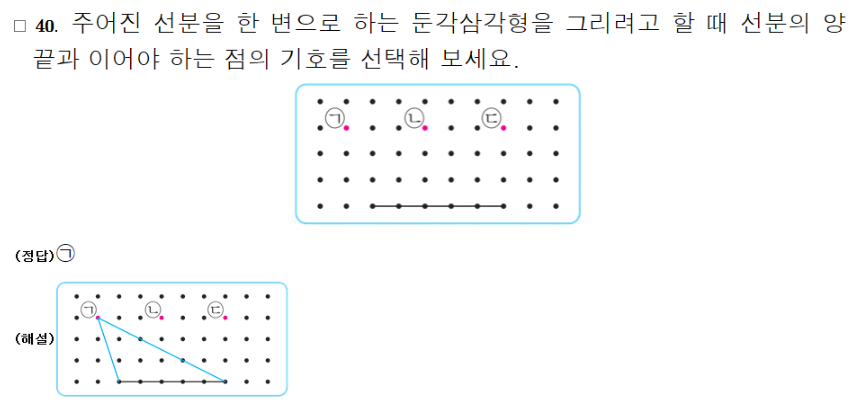 □ 40. 주어진 선분을 한 변으로 하는 둔각삼각형을 그리려고 할 때 선분의 양
끝과 이어야 하는 점의 기호를 선택해 보세요.
㉠ ㉡ ㉢
(정답)㉠
㉠ ㉡ ㉢
(해설)